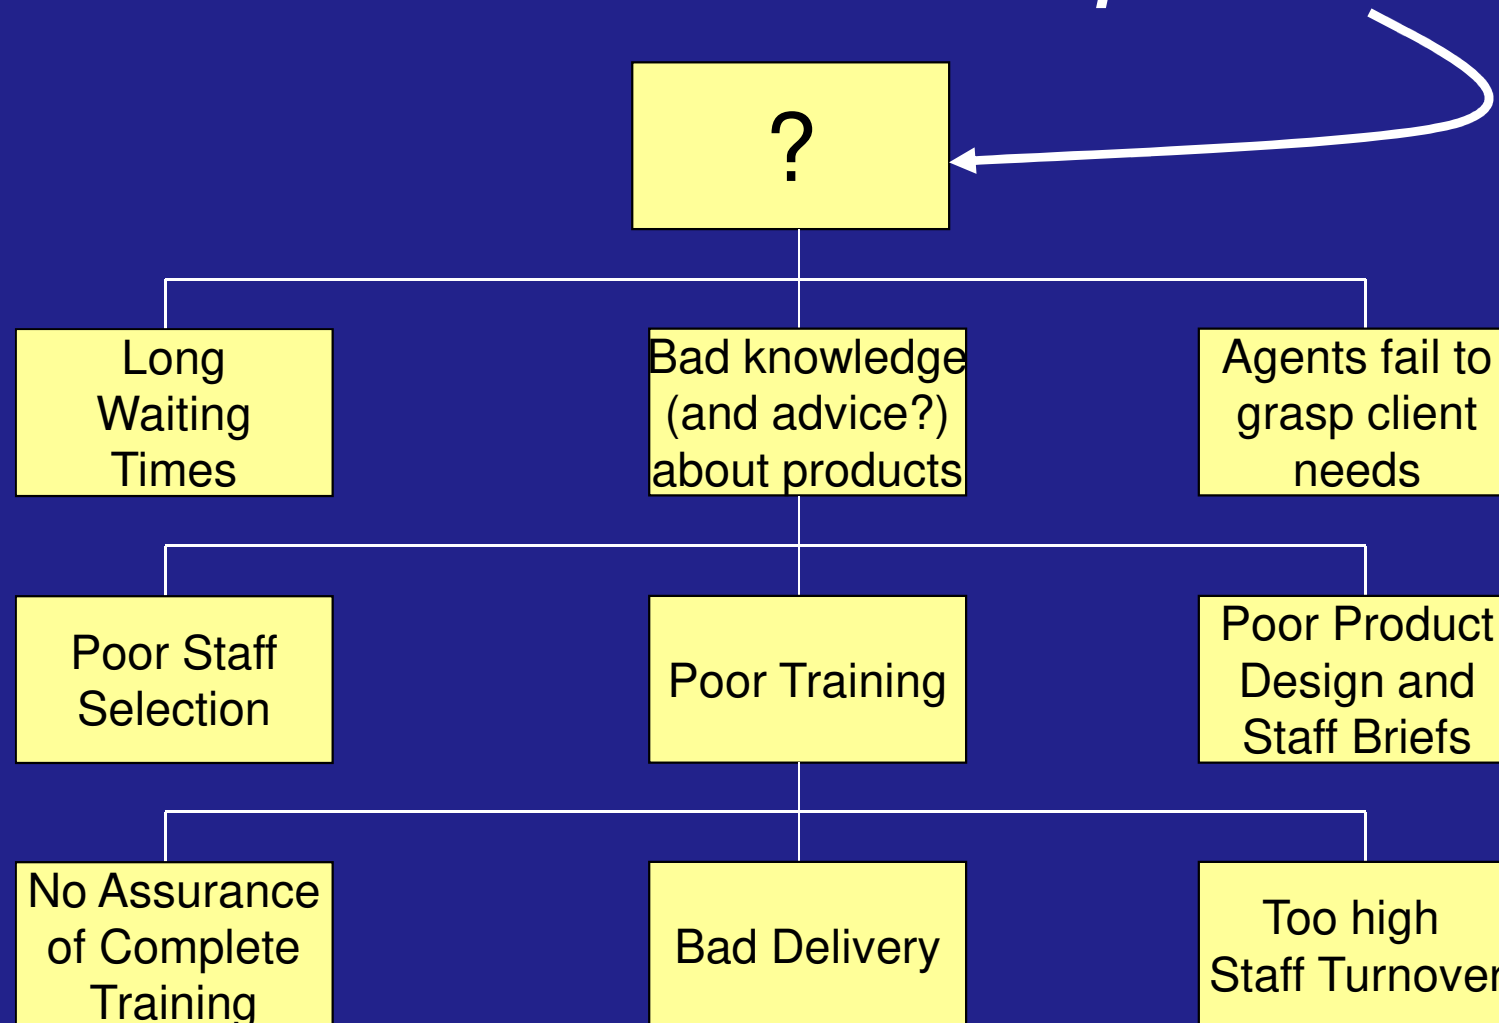 ?
Long
Waiting
Times
Bad knowledge
(and advice?)
about products
Agents fail to
grasp client
needs
Poor Staff
Selection
Poor Training
Poor Product
Design and
Staff Briefs
No Assurance
of Complete
Training
Bad Delivery
Too high
Staff Turnover